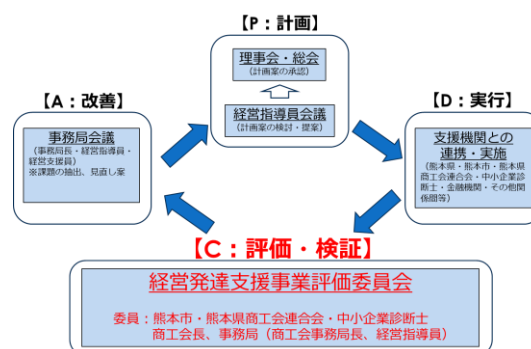 【P：計画】
理事会・総会
（計画案の承認）
経営指導員会議
（計画案の検討・提案）
【A：改善】
事務局会議
（事務局長・経営指導員・
経営支援員）
※課題の抽出、見直し案
【D：実行】
支援機関との
連携・実施
（熊本県・熊本市・熊本県
商工会連合会・中小企業診
断士・金融機関・その他関
係機関等）
【C：評価・検証】
経営発達支援事業評価委員会
委員：熊本市・熊本県商工会連合会・中小企業診断士
商工会長、事務局（商工会事務局長、経営指導員）